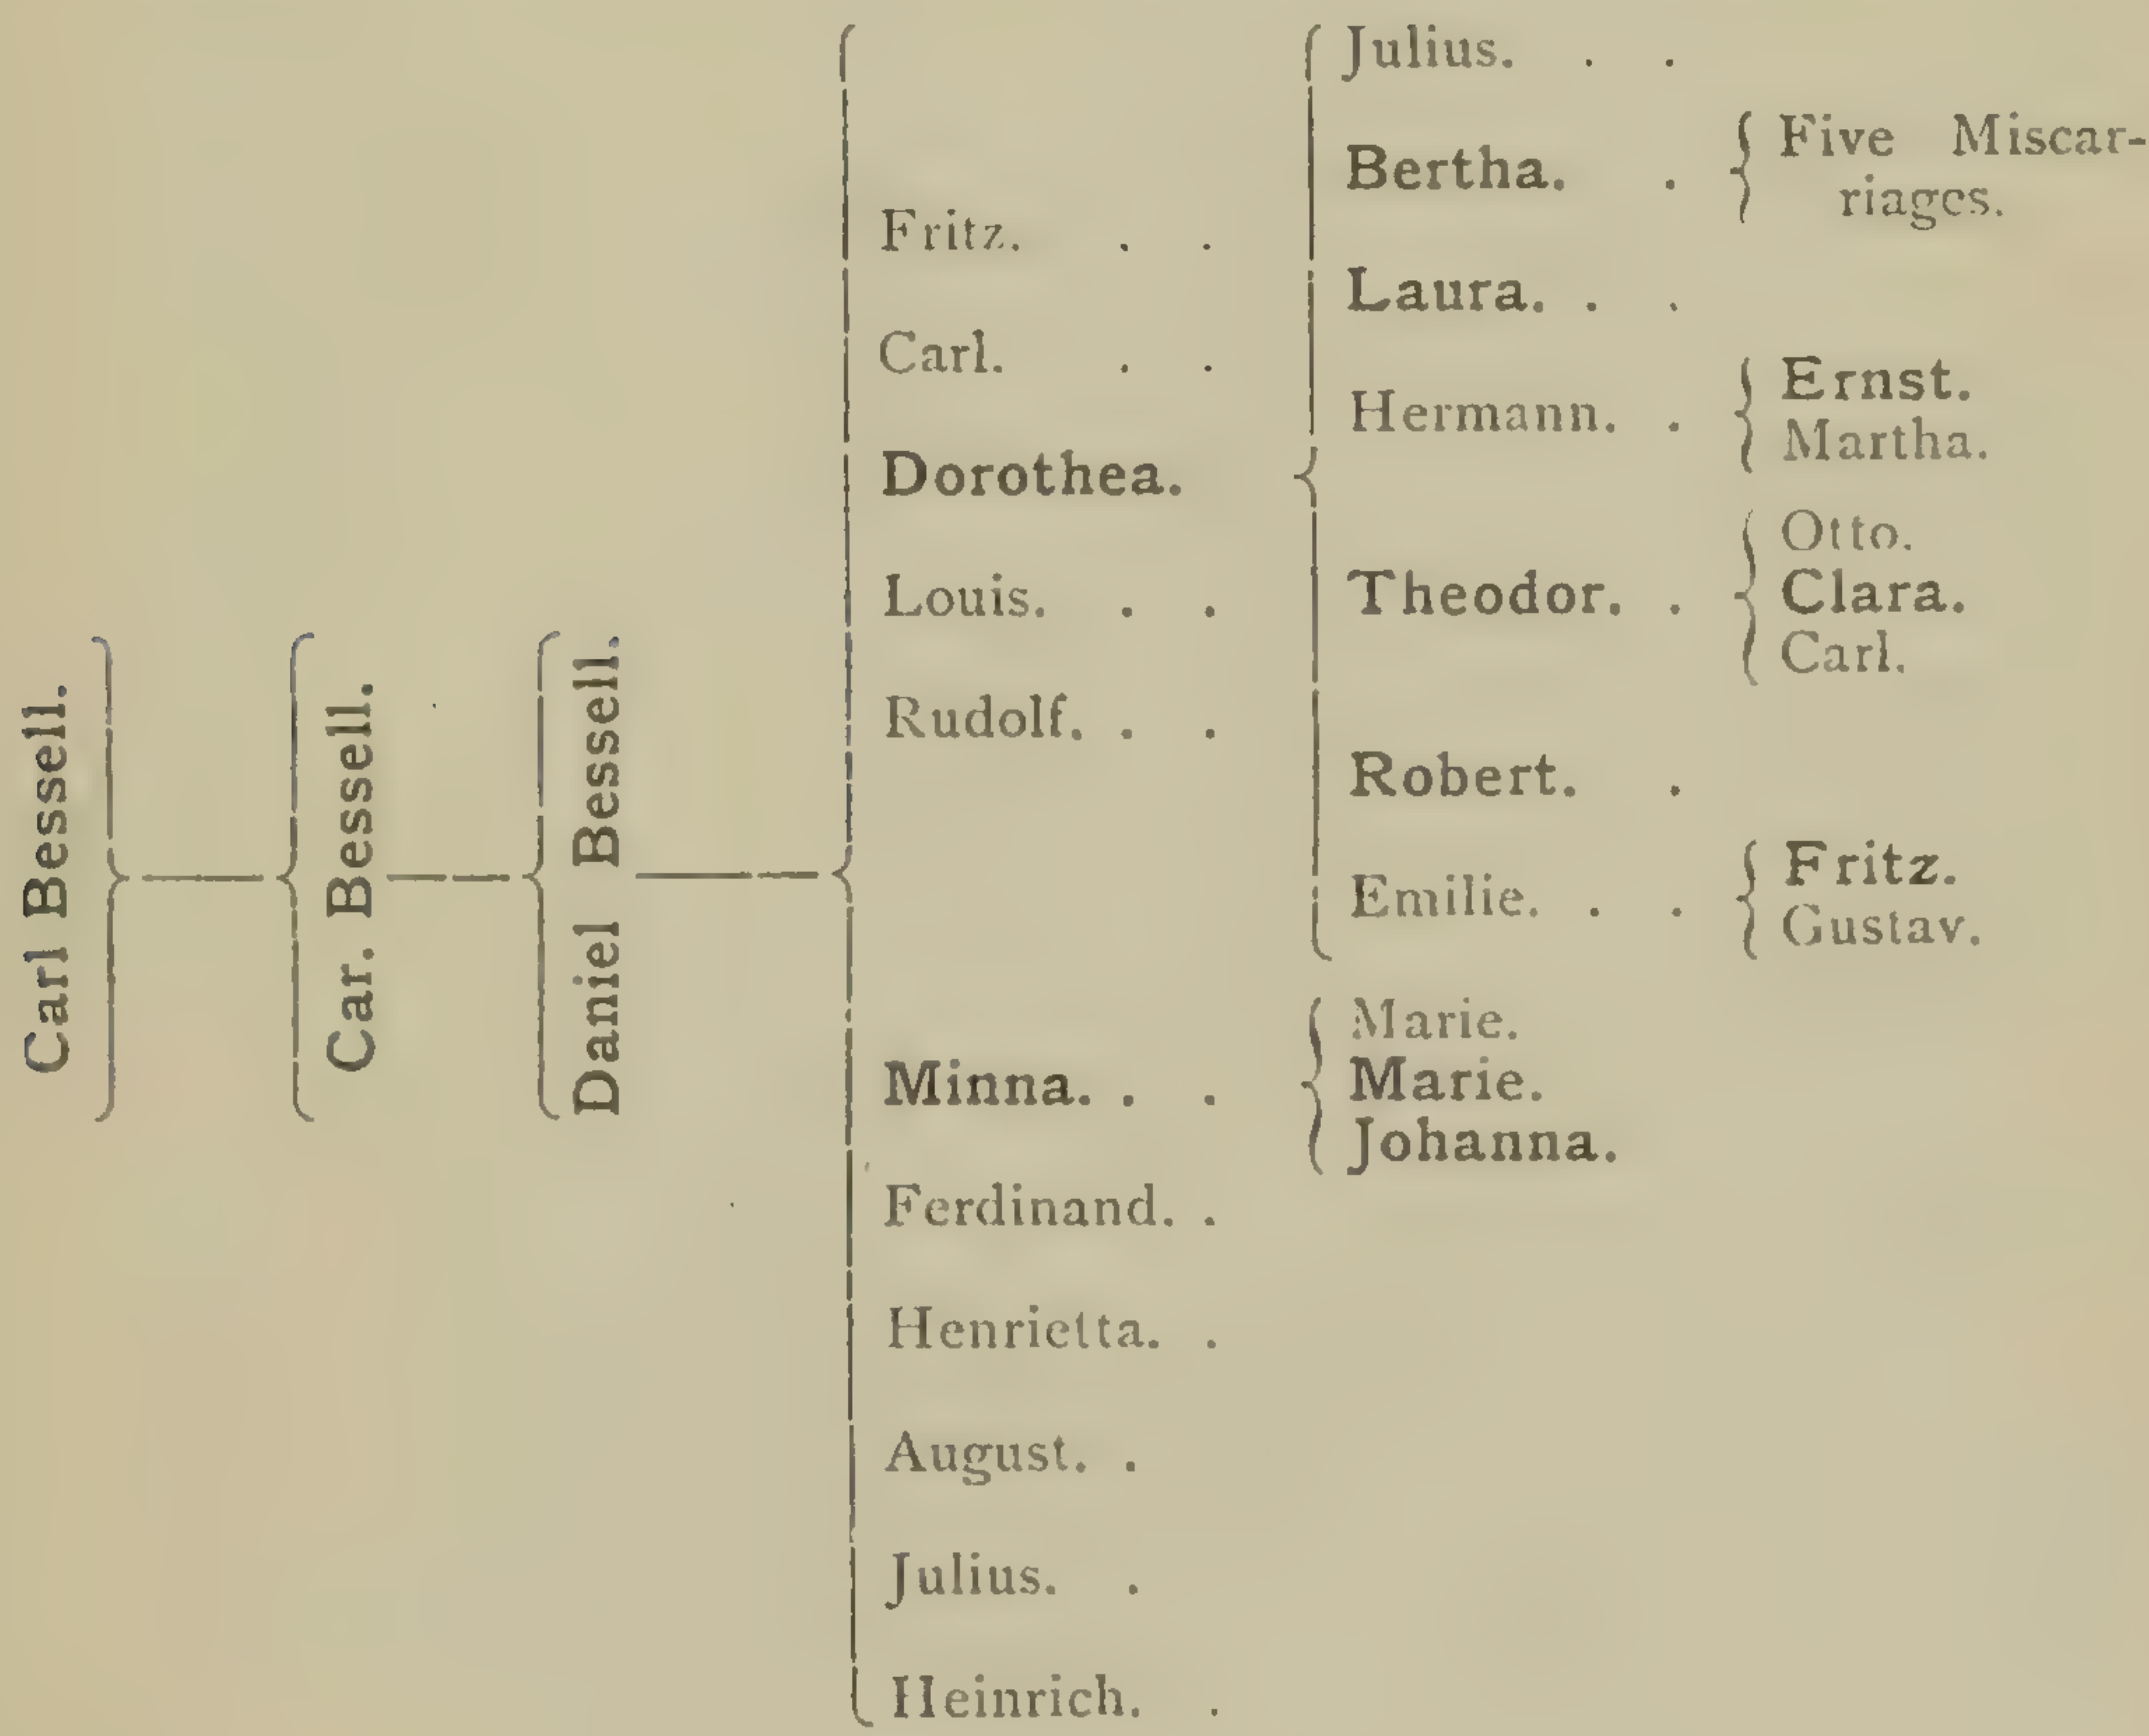 Carl Bessell.
Car. Bessell.
Daniel Bessell.
Fritz. . .
Carl. . .
Dorothea.
Louis. . .
Rudolf. . .
Minna. . .
Ferdinand. .
Henrietta. .
August. .
Julius. .
Heinrich. .
Julius. . .
Bertha. .
Laura. . .
Hermann. .
Theodor. .
Robert. .
Emilie. . .
Marie.
Marie.
Johanna.
Five Miscar-
riages.
Ernst.
Martha.
Otto.
Clara.
Carl.
Fritz.
Gustav.